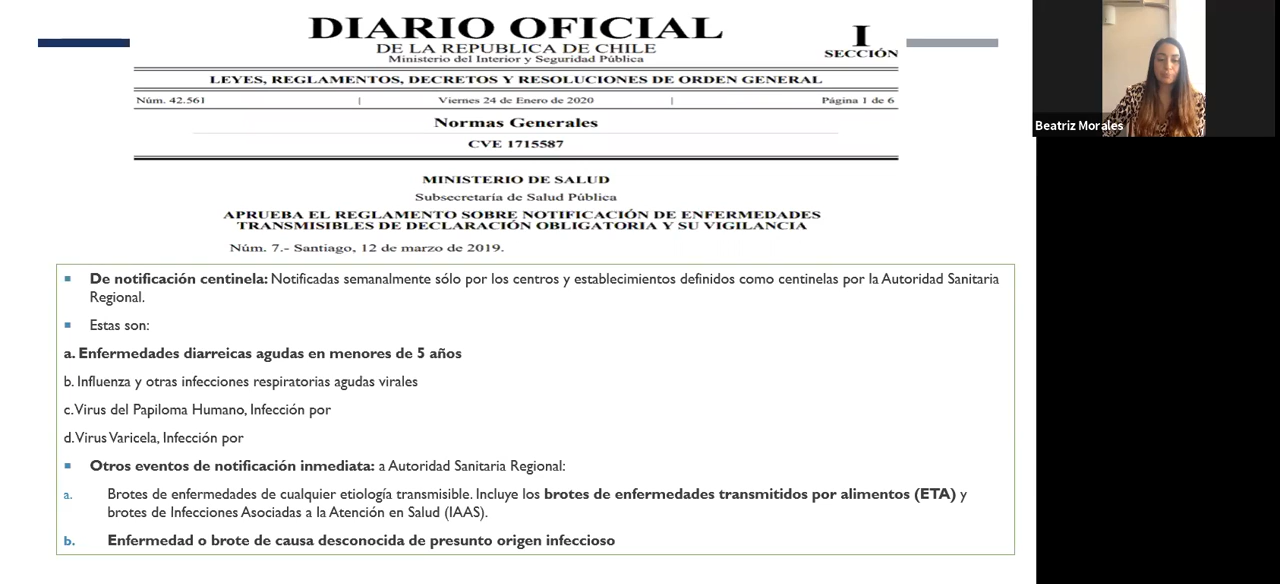 DIARIO OFICIAL
DE LA REPUBLICA DE CHILE
Ministerio del Interior y Seguridad Pública
I
SECCIÓN
LEYES, REGLAMENTOS, DECRETOS Y RESOLUCIONES DE ORDEN GENERAL
Núm. 42.561 | Viernes 24 de Enero de 2020 | Página 1 de 6
Normas Generales
CVE 1715587
MINISTERIO DE SALUD
Subsecretaría de Salud Pública
APRUEBA EL REGLAMENTO SOBRE NOTIFICACIÓN DE ENFERMEDADES
TRANSMISIBLES DE DECLARACIÓN OBLIGATORIA Y SU VIGILANCIA
Núm. 7.- Santiago, 12 de marzo de 2019.
De notificación centinela: Notificadas semanalmente sólo por los centros y establecimientos definidos como centinelas por la Autoridad Sanitaria
Regional.
Estas son:
a. Enfermedades diarreicas agudas en menores de 5 años
b. Influenza y otras infecciones respiratorias agudas virales
c. Virus del Papiloma Humano, Infección por
d. Virus Varicela, Infección por
Otros eventos de notificación inmediata: a Autoridad Sanitaria Regional:
a. Brotes de enfermedades de cualquier etiología transmisible. Incluye los brotes de enfermedades transmitidos por alimentos (ETA) y
brotes de Infecciones Asociadas a la Atención en Salud (IAAS).
b. Enfermedad o brote de causa desconocida de presunto origen infeccioso
Beatriz Morales